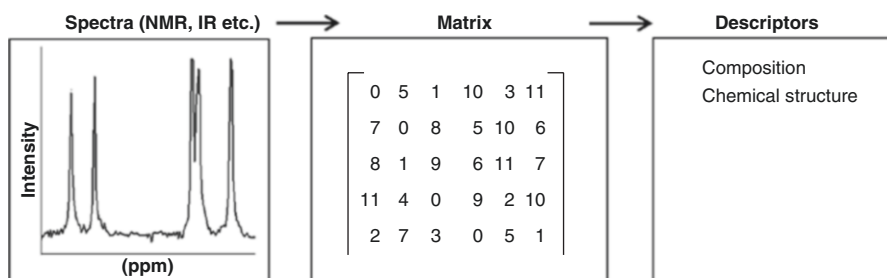 Spectra (NMR, IR etc.)
Matrix
Descriptors
Intensity
(ppm)
0 5 1 10 3 11
7 0 8 5 10 6
8 1 9 6 11 7
11 4 0 9 2 10
2 7 3 0 5 1
Composition
Chemical structure